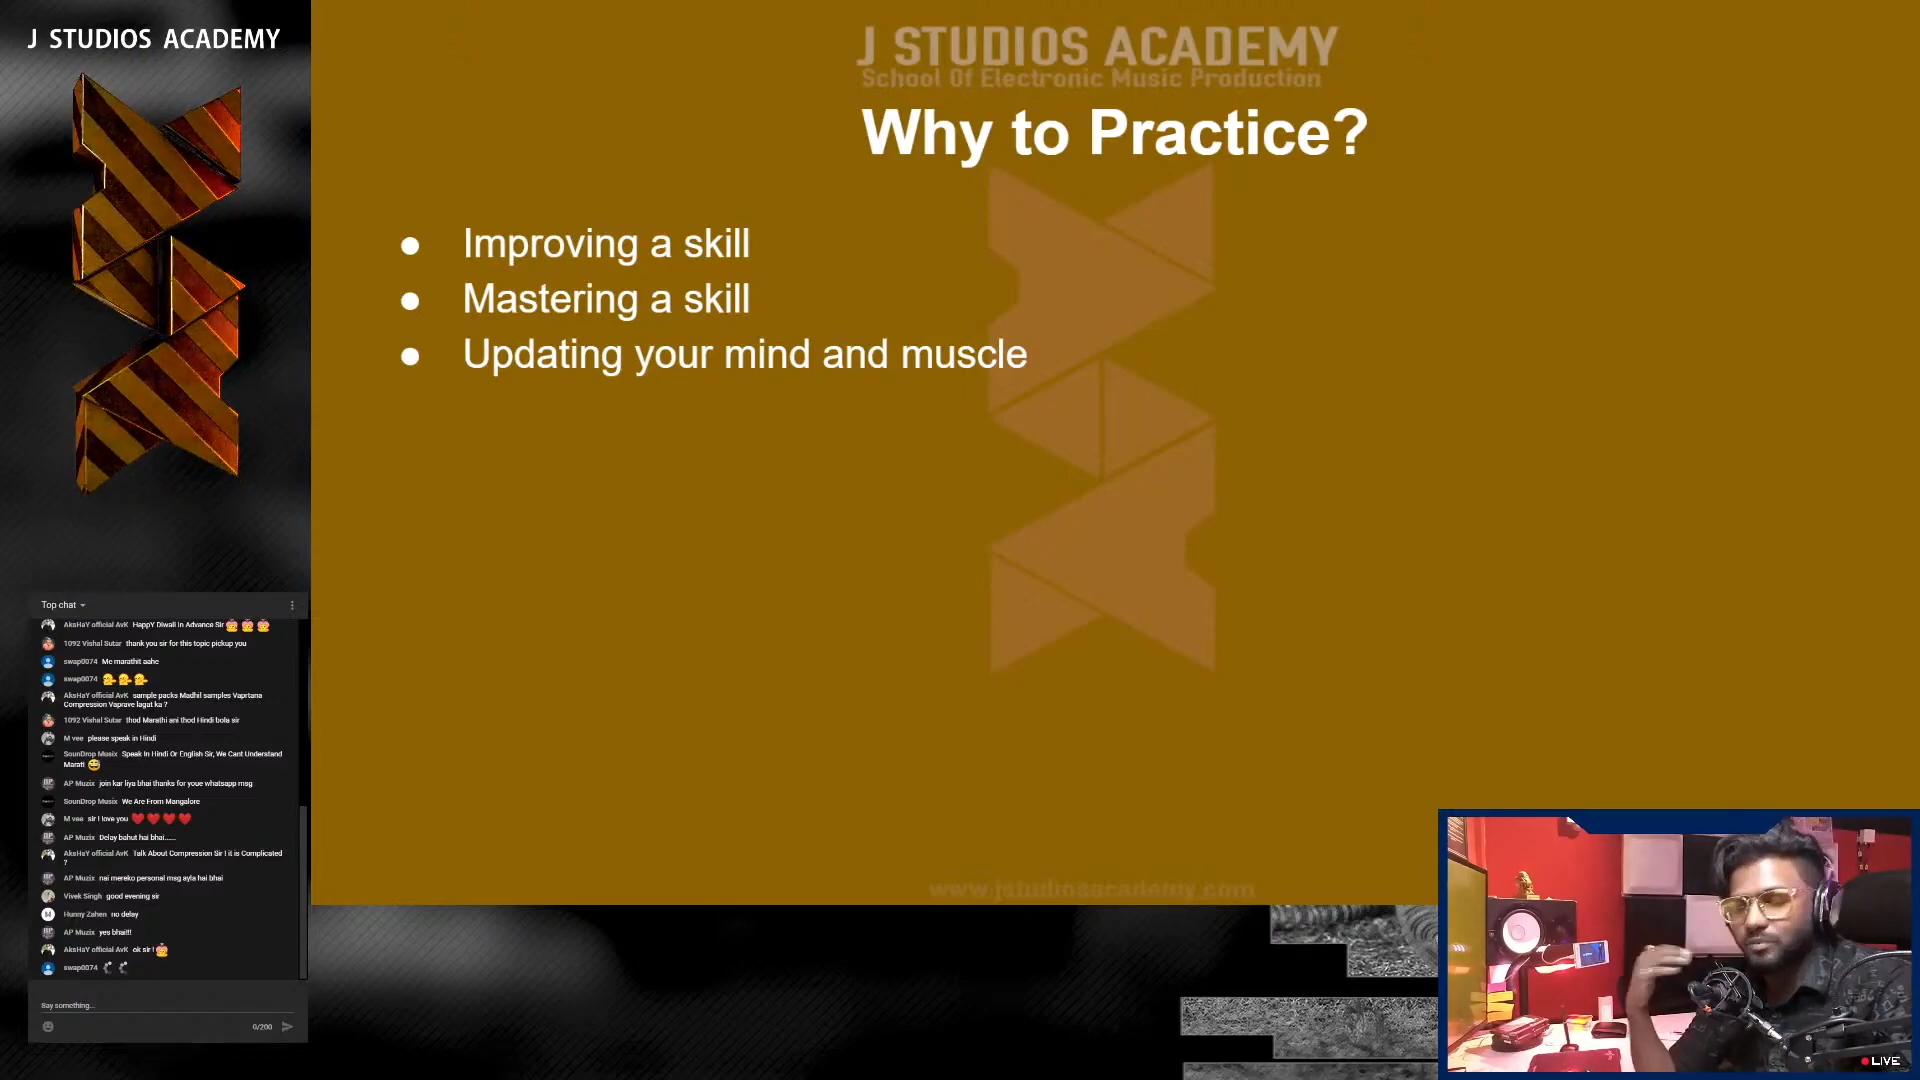 J STUDIOS ACADEMY
J STUDIOS ACADEMY
School Of Electronic Music Production
Why to Practice?
● Improving a skill
● Mastering a skill
● Updating your mind and muscle
www.jstudiosacademy.com
Top chat
AksHaY official AvK HappY Diwali In Advance Sir
1092 Vishal Sutar thank you sir for this topic pickup you
swap0074 Me marathit aahe
swap0074
AksHaY official AvK sample packs Madhil samples Vaprtana
Compression Vaprave lagat ka ?
1092 Vishal Sutar thod Marathi ani thod Hindi bola sir
M vee please speak in Hindi
SounDrop Musix Speak In Hindi Or English Sir, We Cant Understand
Marati
AP Muzix join kar liya bhai thanks for youe whatsapp msg
SounDrop Musix We Are From Mangalore
M vee sir I love you
AP Muzix Delay bahut hai bhai......
AksHaY official AvK Talk About Compression Sir ! it is Complicated
?
AP Muzix nai mereko personal msg ayla hai bhai
Vivek Singh good evening sir
Hunny Zahen no delay
AP Muzix yes bhai!!!
AksHaY official AvK ok sir !
swap0074
Say something...
0/200
LIVE